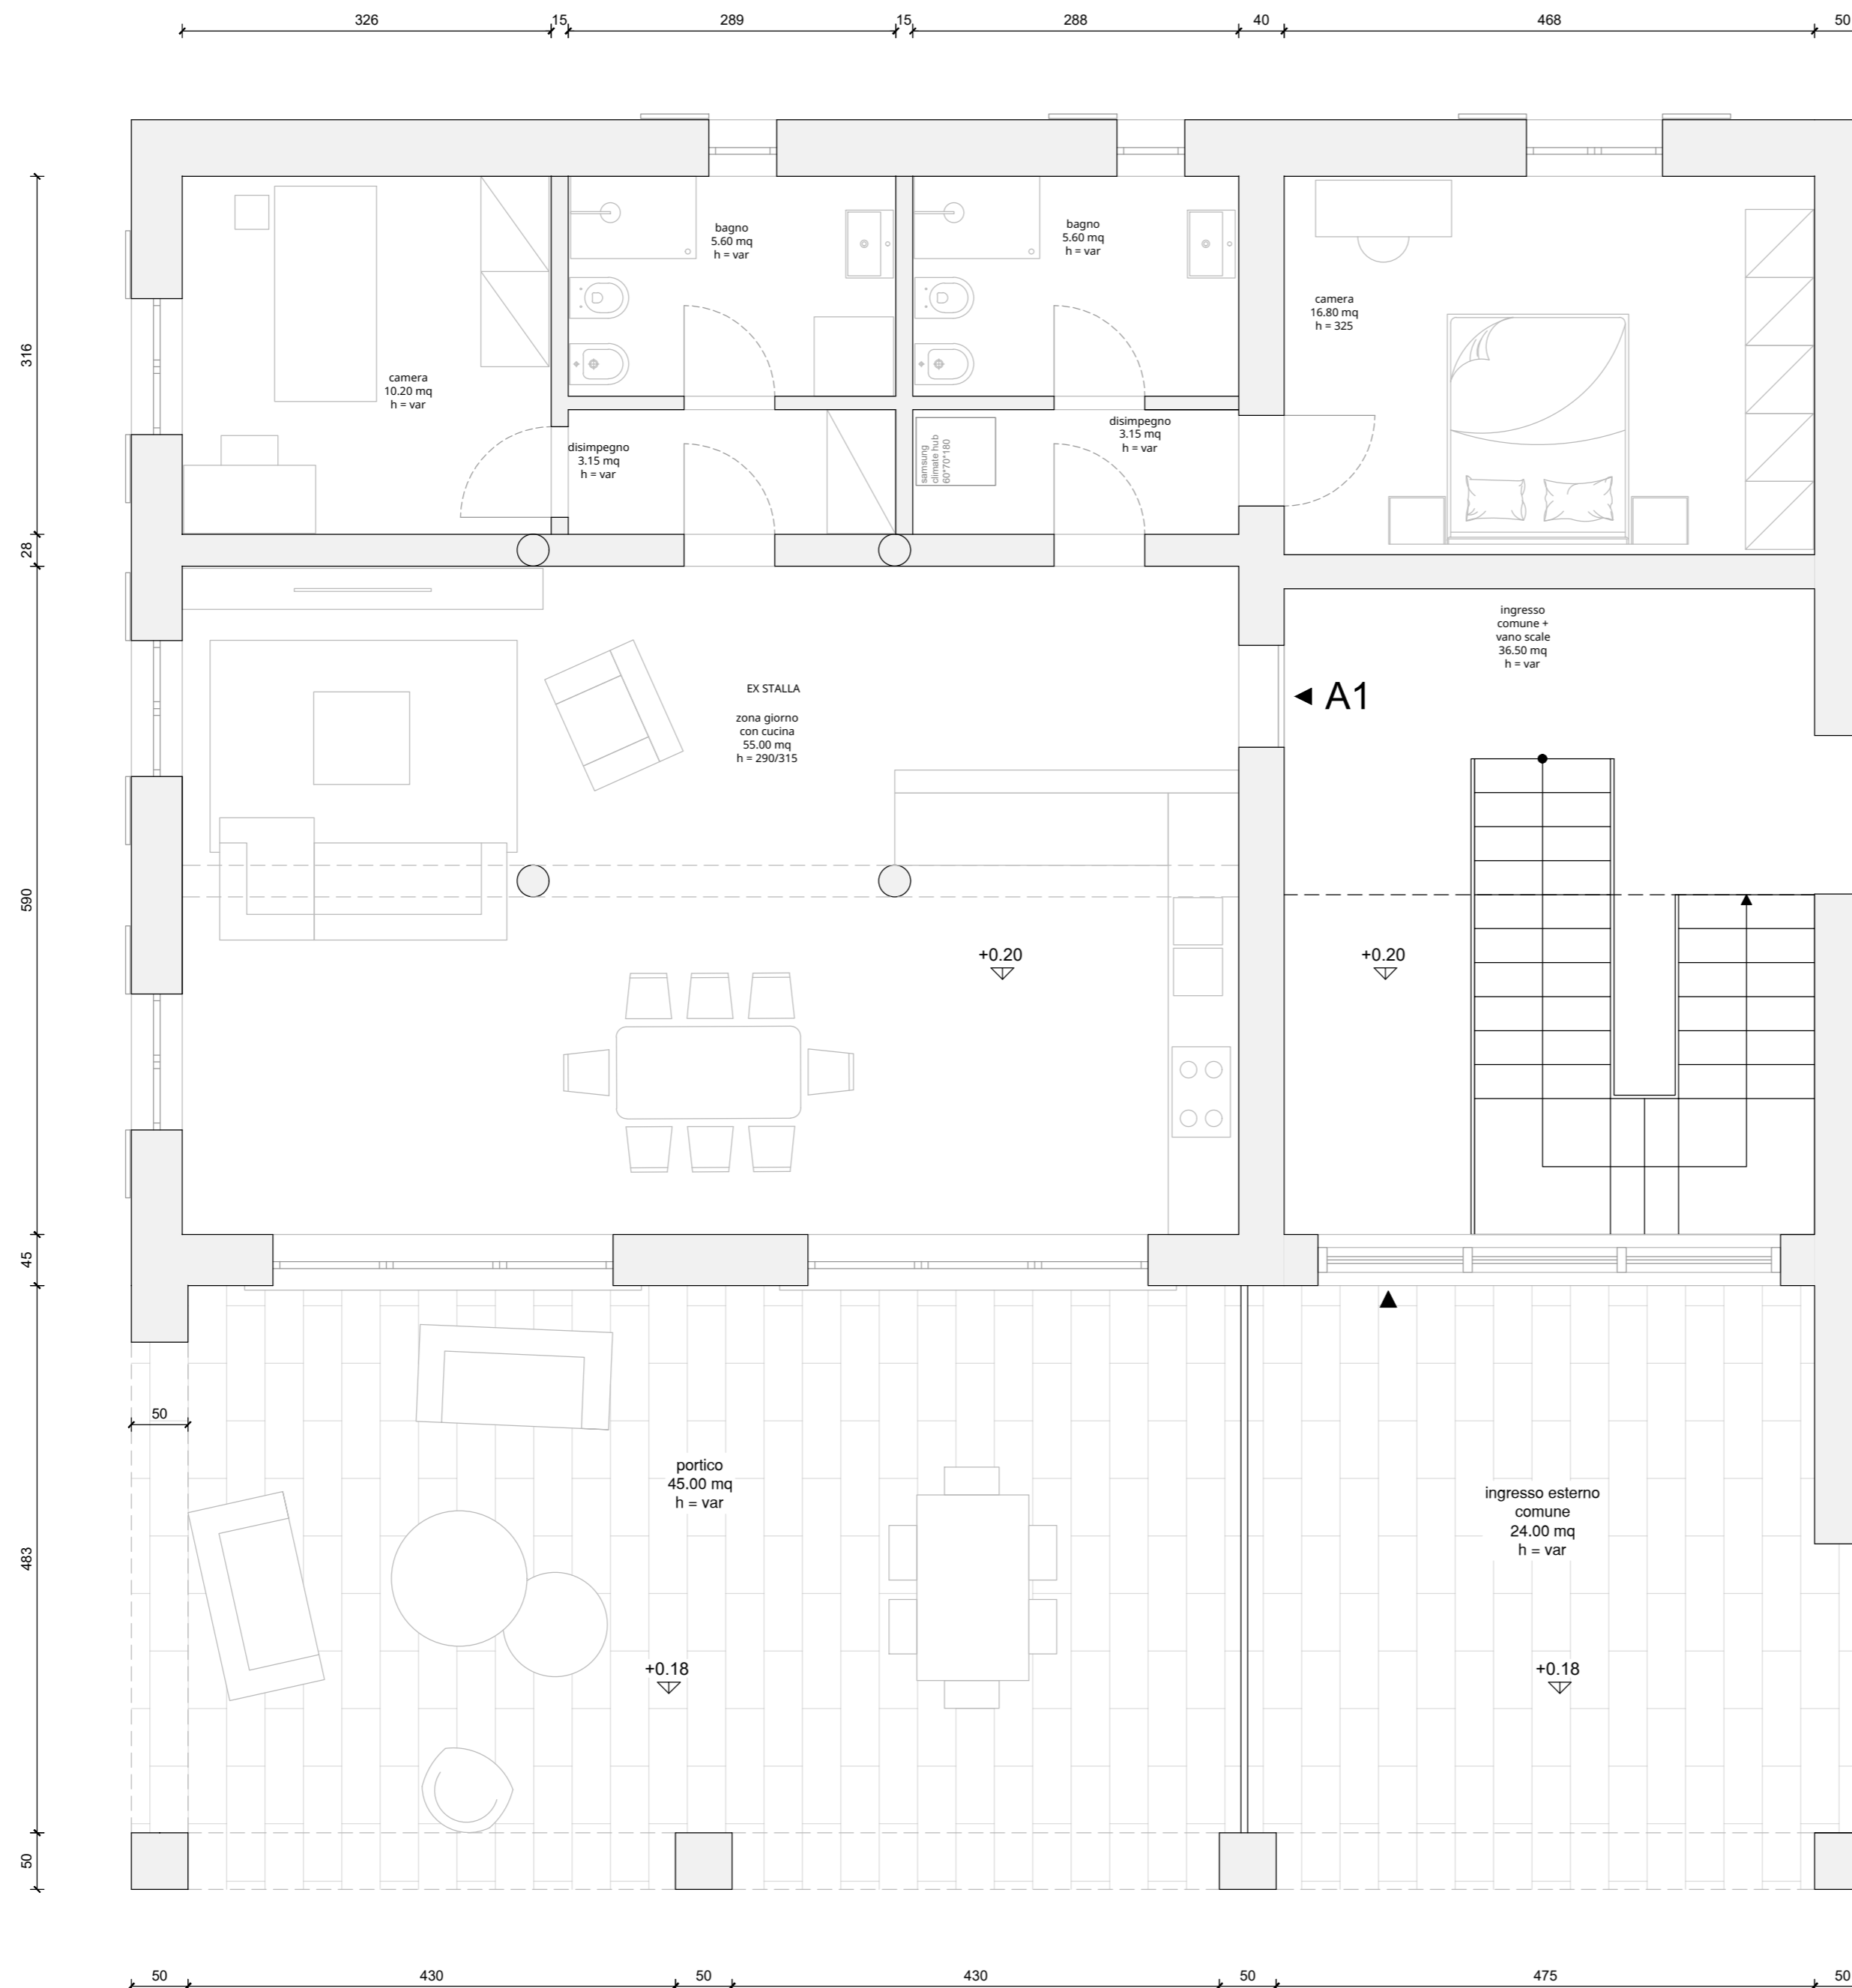 326 15 289 15 288 40 468 50
bagno
5.60 mq
h = var
bagno
5.60 mq
h = var
camera
16.80 mq
h = 325
316
camera
10.20 mq
h = var
disimpegno
3.15 mq
h = var
samsung
climate hub
60*70*180
disimpegno
3.15 mq
h = var
28
ingresso
comune +
vano scale
36.50 mq
h = var
EX STALLA
zona giorno
con cucina
55.00 mq
h = 290/315
A1
590
+0.20
+0.20
45
50
portico
45.00 mq
h = var
ingresso esterno
comune
24.00 mq
h = var
483
+0.18
+0.18
50
50 430 50 430 50 475 50